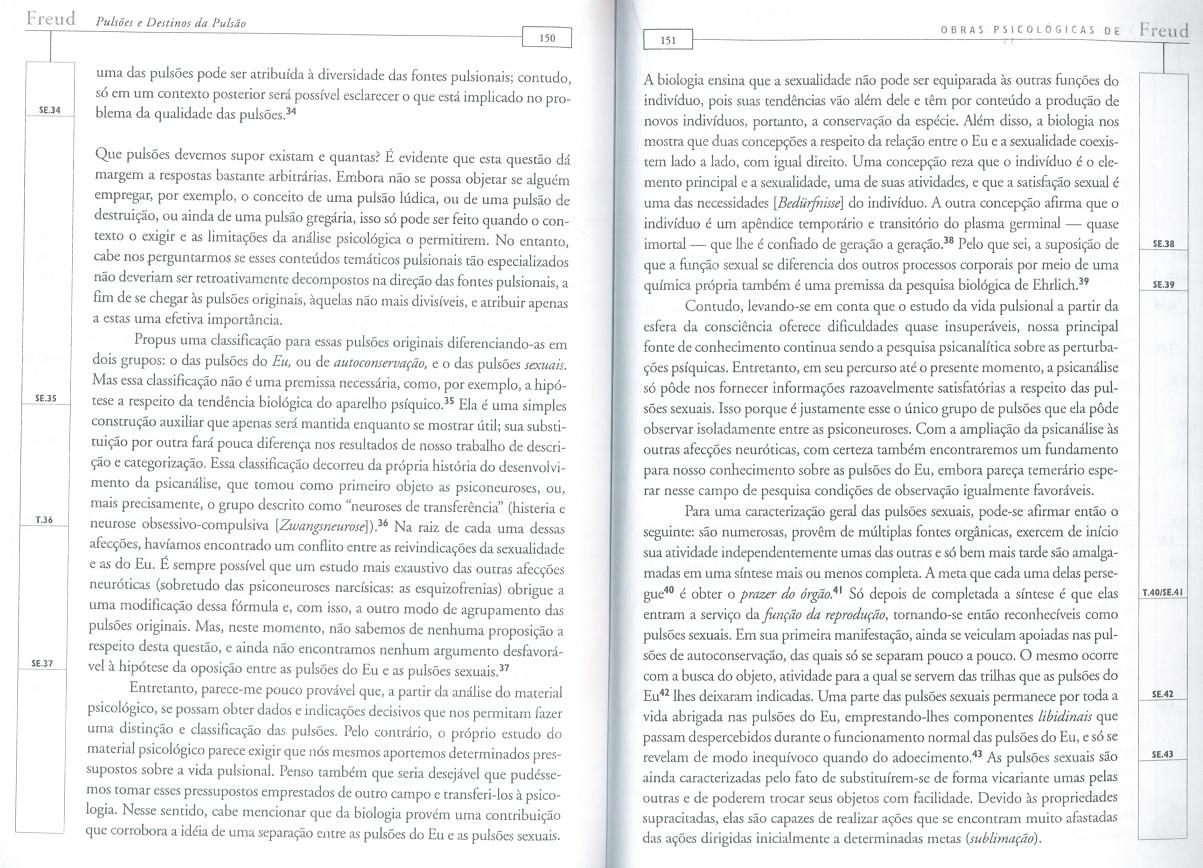 Freud Pulsões e Destinos da Pulsão
150
uma das pulsões pode ser atribuída à diversidade das fontes pulsionais; contudo,
só em um contexto posterior será possível esclarecer o que está implicado no pro-
blema da qualidade das pulsões.34
SE.34
Que pulsões devemos supor existam e quantas? É evidente que esta questão dá
margem a respostas bastante arbitrárias. Embora não se possa objetar se alguém
empregar, por exemplo, o conceito de uma pulsão lúdica, ou de uma pulsão de
destruição, ou ainda de uma pulsão gregária, isso só pode ser feito quando o con-
texto o exigir e as limitações da análise psicológica o permitirem. No entanto,
cabe nos perguntarmos se esses conteúdos temáticos pulsionais tão especializados
não deveriam ser retroativamente decompostos na direção das fontes pulsionais, a
fim de se chegar às pulsões originais, àquelas não mais divisíveis, e atribuir apenas
a estas uma efetiva importância.
Propus uma classificação para essas pulsões originais diferenciando-as em
dois grupos: o das pulsões do Eu, ou de autoconservação, e o das pulsões sexuais.
Mas essa classificação não é uma premissa necessária, como, por exemplo, a hipó-
tese a respeito da tendência biológica do aparelho psíquico.35 Ela é uma simples
SE.35
construção auxiliar que apenas será mantida enquanto se mostrar útil; sua substi-
tuição por outra fará pouca diferença nos resultados de nosso trabalho de descri-
ção e categorização. Essa classificação decorreu da própria história do desenvolvi-
mento da psicanálise, que tomou como primeiro objeto as psiconeuroses, ou,
mais precisamente, o grupo descrito como “neuroses de transferência” (histeria e
neurose obsessivo-compulsiva [Zwangsneurose]).36 Na raiz de cada uma dessas
T.36
afecções, havíamos encontrado um conflito entre as reivindicações da sexualidade
e as do Eu. É sempre possível que um estudo mais exaustivo das outras afecções
neuróticas (sobretudo das psiconeuroses narcísicas: as esquizofrenias) obrigue a
uma modificação dessa fórmula e, com isso, a outro modo de agrupamento das
pulsões originais. Mas, neste momento, não sabemos de nenhuma proposição a
respeito desta questão, e ainda não encontramos nenhum argumento desfavorá-
vel à hipótese da oposição entre as pulsões do Eu e as pulsões sexuais.37
SE.37
Entretanto, parece-me pouco provável que, a partir da análise do material
psicológico, se possam obter dados e indicações decisivos que nos permitam fazer
uma distinção e classificação das pulsões. Pelo contrário, o próprio estudo do
material psicológico parece exigir que nós mesmos aportemos determinados pres-
supostos sobre a vida pulsional. Penso também que seria desejável que pudésse-
mos tomar esses pressupostos emprestados de outro campo e transferi-los à psico-
logia. Nesse sentido, cabe mencionar que da biologia provém uma contribuição
que corrobora a idéia de uma separação entre as pulsões do Eu e as pulsões sexuais.
151
OBRAS PSICOLÓGICAS DE Freud
A biologia ensina que a sexualidade não pode ser equiparada às outras funções do
indivíduo, pois suas tendências vão além dele e têm por conteúdo a produção de
novos indivíduos, portanto, a conservação da espécie. Além disso, a biologia nos
mostra que duas concepções a respeito da relação entre o Eu e a sexualidade coexis-
tem lado a lado, com igual direito. Uma concepção reza que o indivíduo é o ele-
mento principal e a sexualidade, uma de suas atividades, e que a satisfação sexual é
uma das necessidades [Bedürfnisse] do indivíduo. A outra concepção afirma que o
indivíduo é um apêndice temporário e transitório do plasma germinal — quase
imortal — que lhe é confiado de geração a geração.38 Pelo que sei, a suposição de
SE.38
que a função sexual se diferencia dos outros processos corporais por meio de uma
química própria também é uma premissa da pesquisa biológica de Ehrlich.39
SE.39
Contudo, levando-se em conta que o estudo da vida pulsional a partir da
esfera da consciência oferece dificuldades quase insuperáveis, nossa principal
fonte de conhecimento continua sendo a pesquisa psicanalítica sobre as perturba-
ções psíquicas. Entretanto, em seu percurso até o presente momento, a psicanálise
só pôde nos fornecer informações razoavelmente satisfatórias a respeito das pul-
sões sexuais. Isso porque é justamente esse o único grupo de pulsões que ela pôde
observar isoladamente entre as psiconeuroses. Com a ampliação da psicanálise às
outras afecções neuróticas, com certeza também encontraremos um fundamento
para nosso conhecimento sobre as pulsões do Eu, embora pareça temerário espe-
rar nesse campo de pesquisa condições de observação igualmente favoráveis.
Para uma caracterização geral das pulsões sexuais, pode-se afirmar então o
seguinte: são numerosas, provêm de múltiplas fontes orgânicas, exercem de início
sua atividade independentemente umas das outras e só bem mais tarde são amalga-
madas em uma síntese mais ou menos completa. A meta que cada uma delas perse-
gue40 é obter o prazer do órgão.41 Só depois de completada a síntese é que elas
T.40/SE.41
entram a serviço da função da reprodução, tornando-se então reconhecíveis como
pulsões sexuais. Em sua primeira manifestação, ainda se veiculam apoiadas nas pul-
sões de autoconservação, das quais só se separam pouco a pouco. O mesmo ocorre
com a busca do objeto, atividade para a qual se servem das trilhas que as pulsões do
Eu42 lhes deixaram indicadas. Uma parte das pulsões sexuais permanece por toda a
SE.42
vida abrigada nas pulsões do Eu, emprestando-lhes componentes libidinais que
passam despercebidos durante o funcionamento normal das pulsões do Eu, e só se
revelam de modo inequívoco quando do adoecimento.43 As pulsões sexuais são
SE.43
ainda caracterizadas pelo fato de substituírem-se de forma vicariante umas pelas
outras e de poderem trocar seus objetos com facilidade. Devido às propriedades
supracitadas, elas são capazes de realizar ações que se encontram muito afastadas
das ações dirigidas inicialmente a determinadas metas (sublimação).